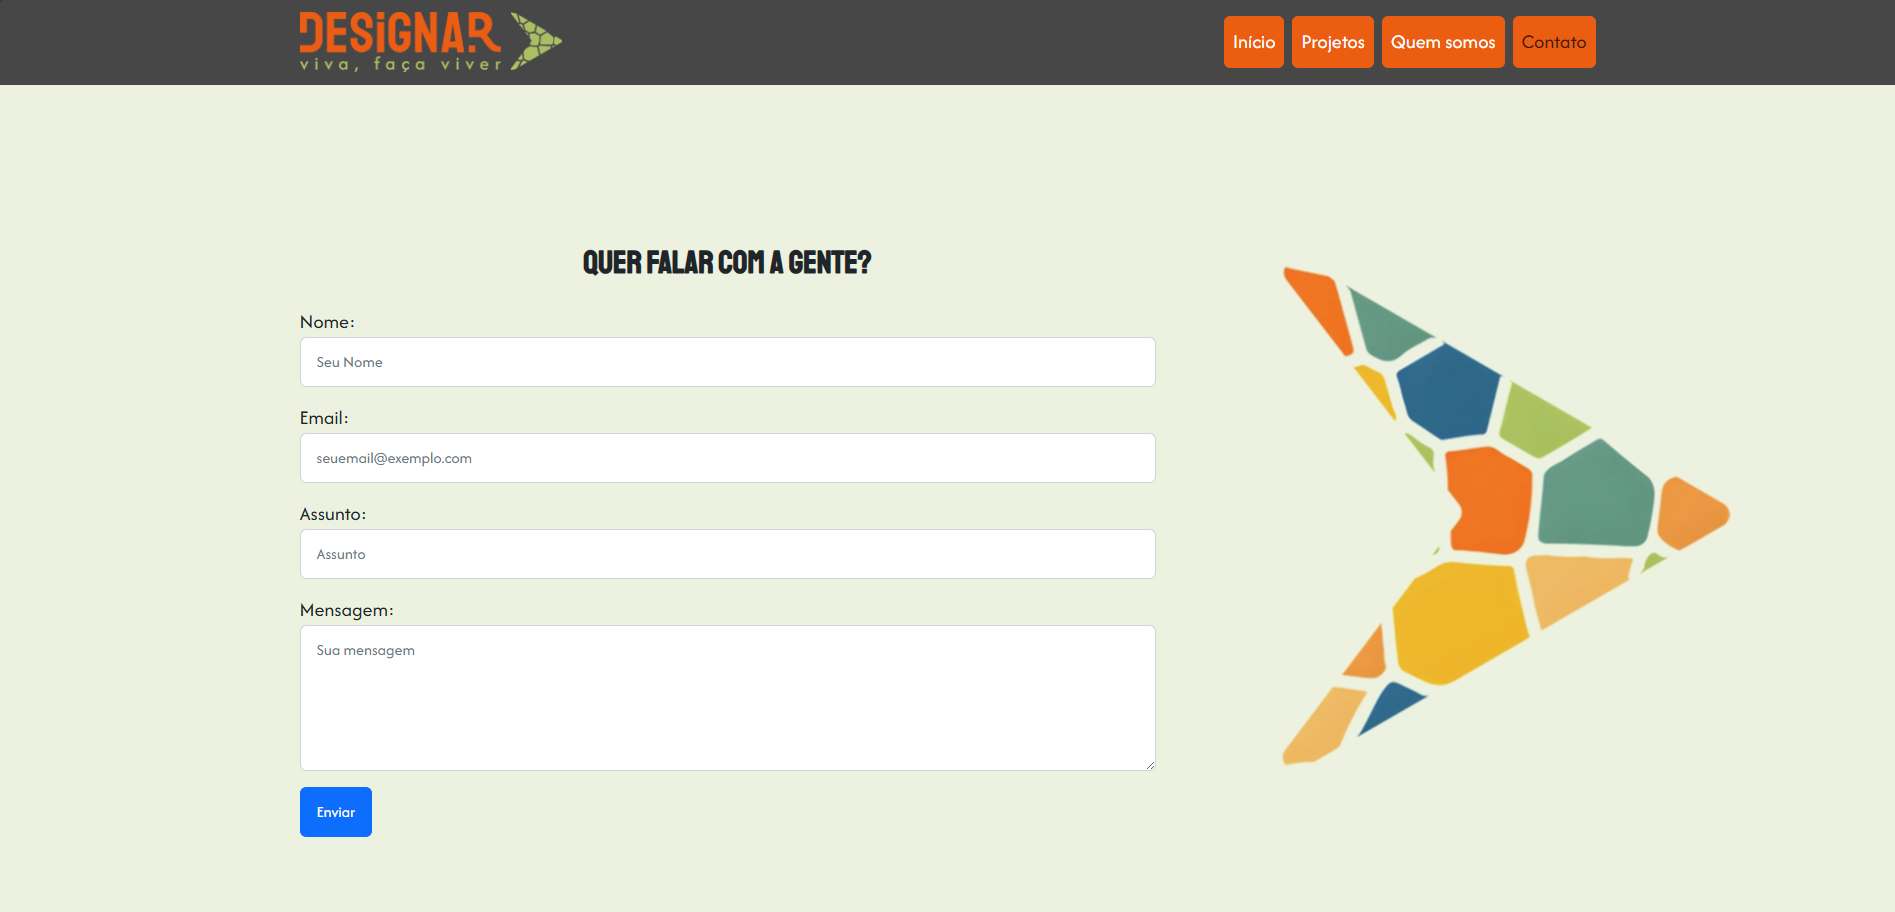 DESIGNAR
viva, faça viver
Início Projetos Quem somos Contato
QUER FALAR COM A GENTE?
Nome:
Seu Nome
Email:
seuemail@exemplo.com
Assunto:
Assunto
Mensagem:
Sua mensagem
Enviar